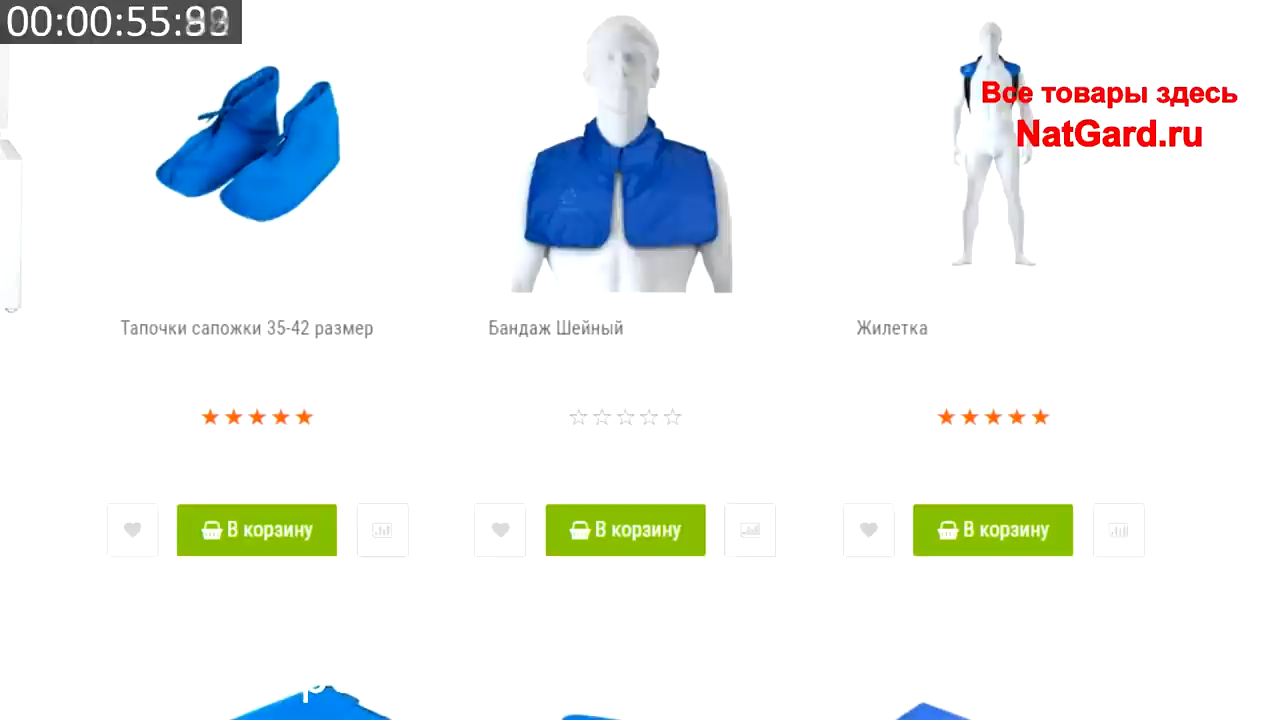 Все товары здесь
NatGard.ru
Тапочки сапожки 35-42 размер
Бандаж Шейный
Жилетка
В корзину
В корзину
В корзину